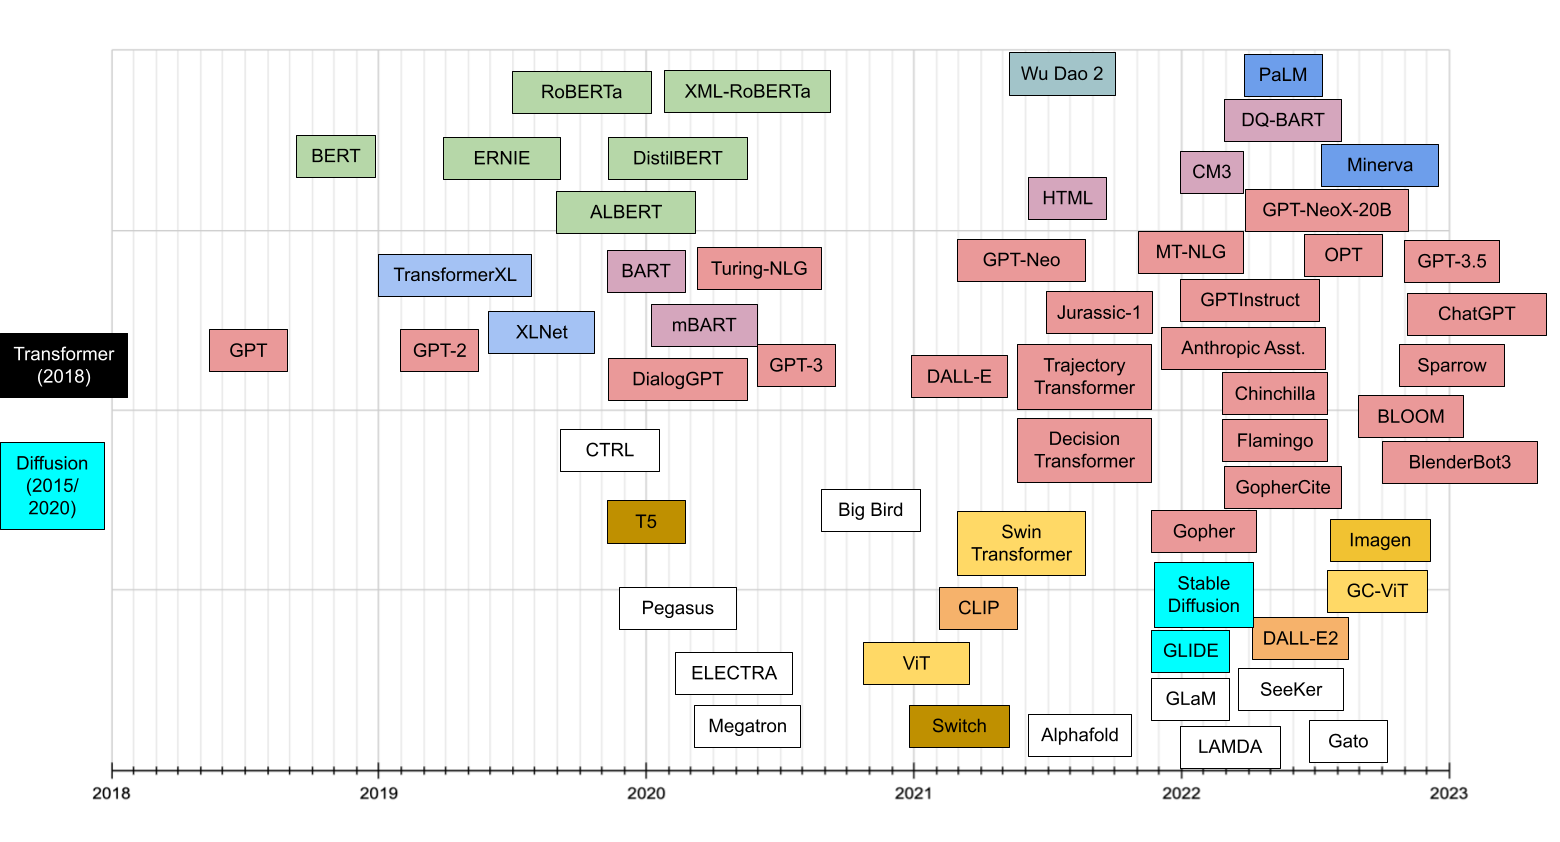 Wu Dao 2
PaLM
RoBERTa
XML-RoBERTa
DQ-BART
BERT
ERNIE
DistilBERT
Minerva
CM3
HTML
ALBERT
GPT-NeoX-20B
TransformerXL
BART
Turing-NLG
GPT-Neo
MT-NLG
OPT
GPT-3.5
GPTInstruct
Jurassic-1
ChatGPT
XLNet
mBART
Transformer
(2018)
GPT
GPT-2
DialogGPT
GPT-3
DALL-E
Trajectory
Transformer
Anthropic Asst.
Sparrow
Chinchilla
BLOOM
Diffusion
(2015/
2020)
CTRL
Decision
Transformer
Flamingo
BlenderBot3
GopherCite
T5
Big Bird
Swin
Transformer
Gopher
Imagen
Stable
Diffusion
GC-ViT
Pegasus
CLIP
DALL-E2
ViT
GLIDE
ELECTRA
SeeKer
GLaM
Megatron
Switch
Alphafold
LAMDA
Gato
2018
2019
2020
2021
2022
2023